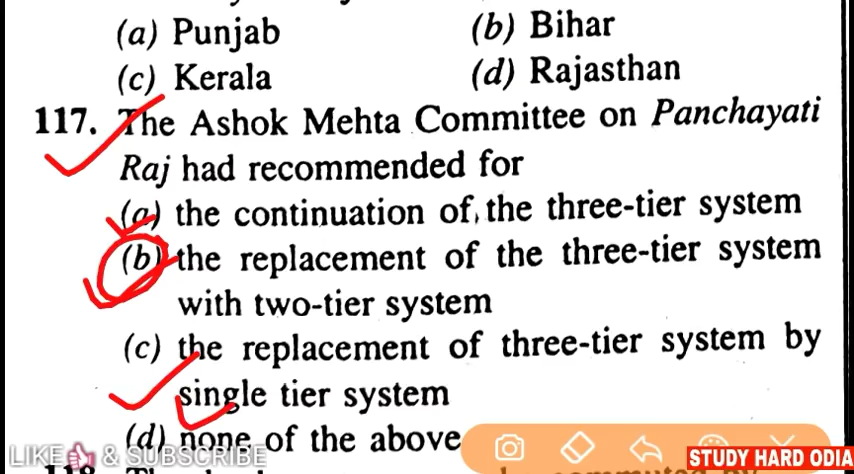 (a) Punjab (b) Bihar
(c) Kerala (d) Rajasthan
117. The Ashok Mehta Committee on Panchayati
Raj had recommended for
(a) the continuation of the three-tier system
(b) the replacement of the three-tier system
with two-tier system
(c) the replacement of three-tier system by
single tier system
(d) none of the above
LIKE & SUBSCRIBE
STUDY HARD ODIA